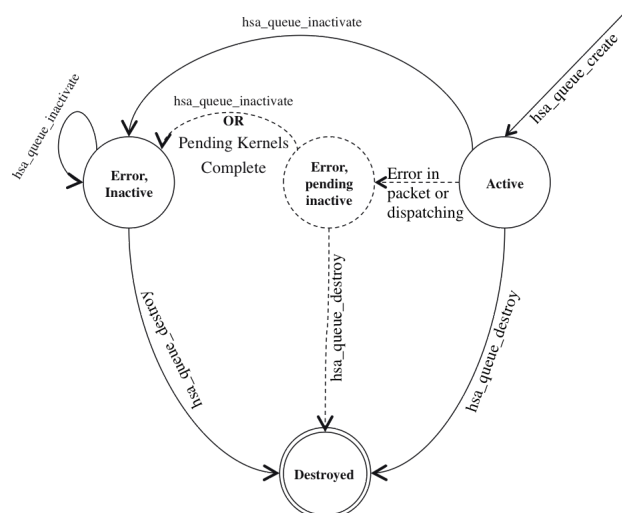 hsa_queue_inactivate
hsa_queue_create
hsa_queue_inactivate
hsa_queue_inactivate
OR
Pending Kernels
Complete
Error,
Inactive
Error,
pending
inactive
Error in
packet or
dispatching
Active
hsa_queue_destroy
hsa_queue_destroy
hsa_queue_destroy
Destroyed